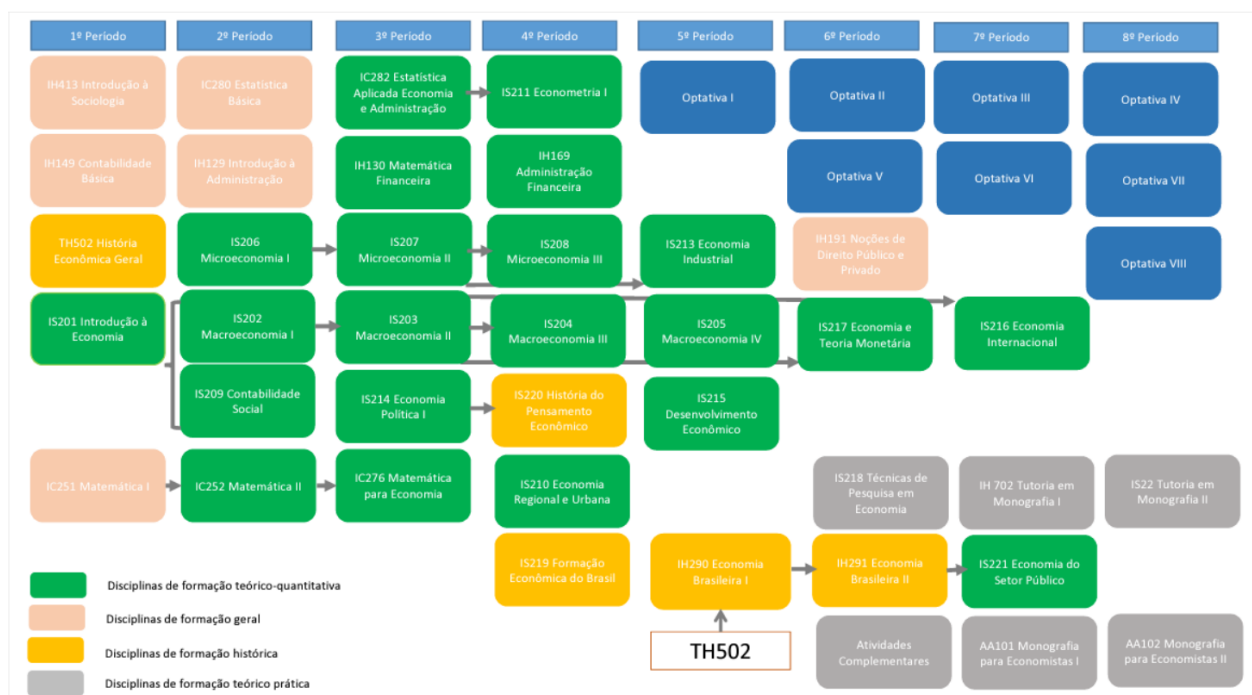 1º Período
2º Período
3º Período
4º Período
5º Período
6º Período
7º Período
8º Período
IH413 Introdução à
Sociologia
IC280 Estatística
Básica
IC282 Estatística
Aplicada Economia
e Administração
IS211 Econometria I
Optativa I
Optativa II
Optativa III
Optativa IV
IH149 Contabilidade
Básica
IH129 Introdução à
Administração
IH130 Matemática
Financeira
IH169
Administração
Financeira
Optativa V
Optativa VI
Optativa VII
TH502 História
Econômica Geral
IS206
Microeconomia I
IS207
Microeconomia II
IS208
Microeconomia III
IS213 Economia
Industrial
IH191 Noções de
Direito Público e
Privado
Optativa VIII
IS201 Introdução à
Economia
IS202
Macroeconomia I
IS203
Macroeconomia II
IS204
Macroeconomia III
IS205
Macroeconomia IV
IS217 Economia e
Teoria Monetária
IS216 Economia
Internacional
IS209 Contabilidade
Social
IS214 Economia
Política I
IS220 História do
Pensamento
Econômico
IS215
Desenvolvimento
Econômico
IC251 Matemática I
IC252 Matemática II
IC276 Matemática
para Economia
IS210 Economia
Regional e Urbana
IS218 Técnicas de
Pesquisa em
Economia
IH 702 Tutoria em
Monografia I
IS22 Tutoria em
Monografia II
IS219 Formação
Econômica do Brasil
IH290 Economia
Brasileira I
IH291 Economia
Brasileira II
IS221 Economia do
Setor Público
TH502
Atividades
Complementares
AA101 Monografia
para Economistas I
AA102 Monografia
para Economistas II
Disciplinas de formação teórico-quantitativa
Disciplinas de formação geral
Disciplinas de formação histórica
Disciplinas de formação teórico prática